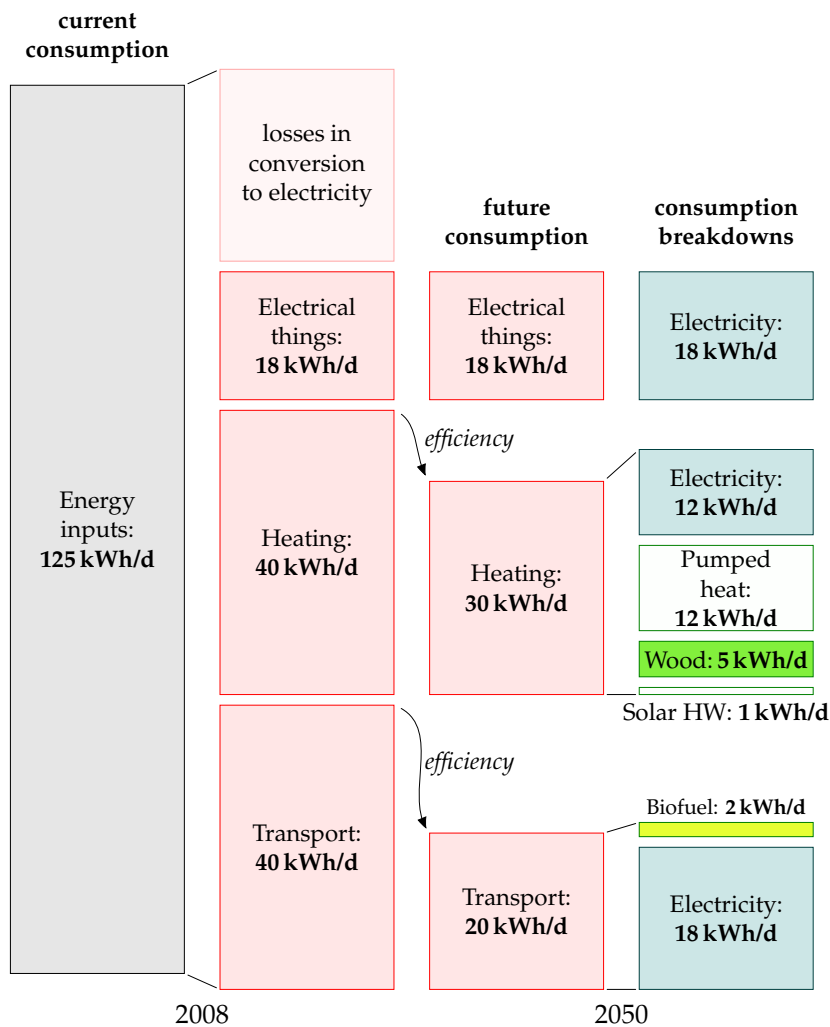 current
consumption
losses in
conversion
to electricity
future
consumption
consumption
breakdowns
Electrical
things:
18 kWh/d
Electrical
things:
18 kWh/d
Electricity:
18 kWh/d
efficiency
Energy
inputs:
125 kWh/d
Heating:
40 kWh/d
Heating:
30 kWh/d
Electricity:
12 kWh/d
Pumped
heat:
12 kWh/d
Wood: 5 kWh/d
Solar HW: 1 kWh/d
efficiency
Transport:
40 kWh/d
Transport:
20 kWh/d
Biofuel: 2 kWh/d
Electricity:
18 kWh/d
2008
2050